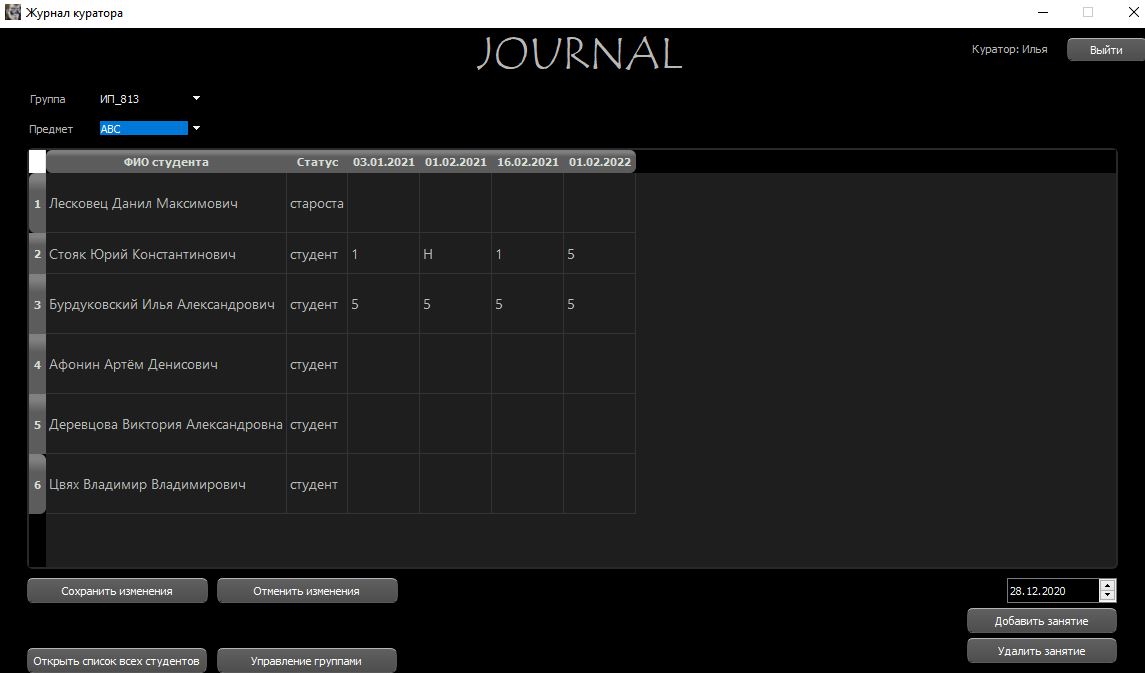 Журнал куратора
JOURNAL
Куратор: Илья
Выйти
Группа ИП_813
Предмет ABC
ФИО студента Статус 03.01.2021 01.02.2021 16.02.2021 01.02.2022
1 Лесковец Данил Максимович староста
2 Стояк Юрий Константинович студент 1 Н 1 5
3 Бурдуковский Илья Александрович студент 5 5 5 5
4 Афонин Артём Денисович студент
5 Деревцова Виктория Александровна студент
6 Цвях Владимир Владимирович студент
Сохранить изменения Отменить изменения 28.12.2020
Добавить занятие
Удалить занятие
Открыть список всех студентов Управление группами